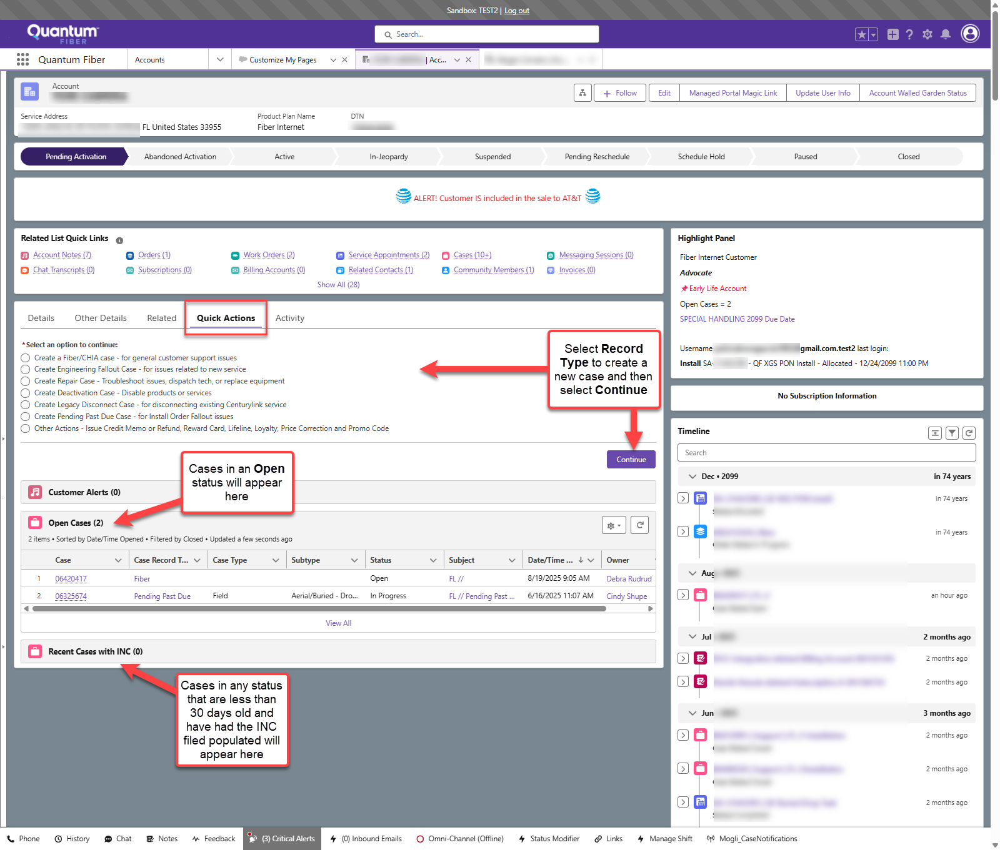 Sandbox: TEST2 | Log out
Quantum
FIBER
Search...
Quantum Fiber
Accounts
Customize My Pages
| Acc...
Account
Follow
Edit
Managed Portal Magic Link
Update User Info
Account Walled Garden Status
Service Address
Product Plan Name
DTN
FL United States 33955
Fiber Internet
Pending Activation
Abandoned Activation
Active
In-Jeopardy
Suspended
Pending Reschedule
Schedule Hold
Paused
Closed
ALERT! Customer IS included in the sale to AT&T
Related List Quick Links
Account Notes (7)
Orders (1)
Work Orders (2)
Service Appointments (2)
Cases (10+)
Messaging Sessions (0)
Chat Transcripts (0)
Subscriptions (0)
Billing Accounts (0)
Related Contacts (1)
Community Members (1)
Invoices (0)
Show All (28)
Highlight Panel
Fiber Internet Customer
Advocate
Early Life Account
Open Cases = 2
SPECIAL HANDLING 2099 Due Date
Username gmail.com.test2 last login:
Install SA- - QF XGS PON Install - Allocated - 12/24/2099 11:00 PM
No Subscription Information
Details
Other Details
Related
Quick Actions
Activity
*Select an option to continue:
Create a Fiber/CHIA case - for general customer support issues
Create Engineering Fallout Case - for issues related to new service
Create Repair Case - Troubleshoot issues, dispatch tech, or replace equipment
Create Deactivation Case - Disable products or services
Create Legacy Disconnect Case - for disconnecting existing Centurylink service
Create Pending Past Due Case - for Install Order Fallout issues
Other Actions - Issue Credit Memo or Refund, Reward Card, Lifeline, Loyalty, Price Correction and Promo Code
Select Record
Type to create a
new case and then
select Continue
Continue
Cases in an Open
status will appear
here
Customer Alerts (0)
Open Cases (2)
2 items • Sorted by Date/Time Opened • Filtered by Closed • Updated a few seconds ago
Case
Case Record T...
Case Type
Subtype
Status
Subject
Date/Time ...
Owner
1 06420417 Fiber Open FL // 8/19/2025 9:05 AM Debra Rudrud
2 06325674 Pending Past Due Field Aerial/Buried - Dro... In Progress FL // Pending Past ... 6/16/2025 11:07 AM Cindy Shupe
View All
Recent Cases with INC (0)
Cases in any status
that are less than
30 days old and
have had the INC
filed populated will
appear here
Timeline
Search
Dec • 2099
in 74 years
in 74 years
in 74 years
Aug
an hour ago
Jul
2 months ago
2 months ago
2 months ago
Jun
3 months ago
2 months ago
2 months ago
2 months ago
Phone
History
Chat
Notes
Feedback
(3) Critical Alerts
(0) Inbound Emails
Omni-Channel (Offline)
Status Modifier
Links
Manage Shift
Mogli_CaseNotifications